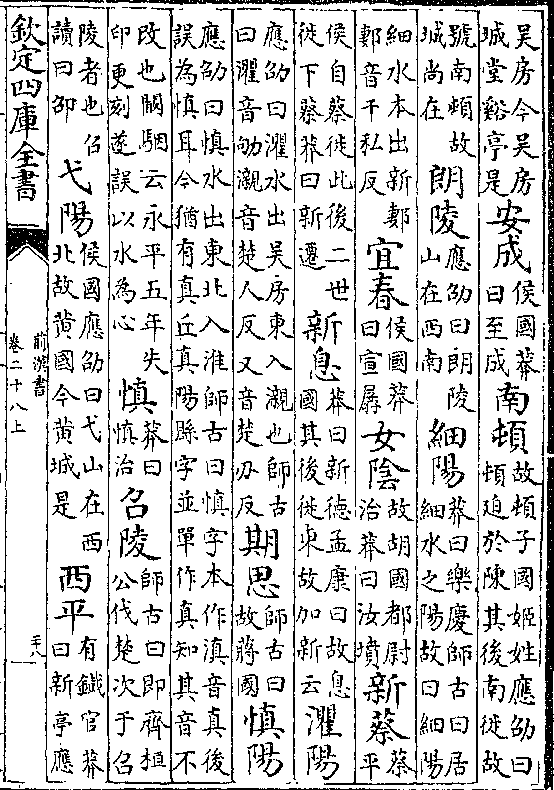 吳房今吳房城堂谿亭是安成侯國莽曰至成南頓故頓子國姬姓應劭曰頓迫於陳其後南徙故
號南頓故城尚在朗陵應劭曰朗陵山在西南細陽莽曰樂慶師古曰居細水之陽故曰細陽
細水本出新郪郪音千私反宜春侯國莽曰宣孱女陰故胡國都尉治莽曰汝墳新蔡蔡平
侯自蔡徙此後二世徙下蔡莽曰新遷新息莽曰新德孟康曰故息國其後徙東故加新云灈陽
應劭曰灈水出吳房東入瀙也師古曰灈音劬瀙音楚人反又音楚刃反期思師古曰故蔣國慎陽
應劭曰慎水出東北入淮師古曰慎字本作滇音真後誤為慎耳今猶有真丘真陽縣字並單作真知其音不
改也闞駰云永平五年失印更刻遂誤以水為心慎莽曰慎治召陵師古曰即齊桓公伐楚次于召
陵者也召讀曰邵弋陽侯國應劭曰弋山在西北故黄國今黄城是西平有鐵官莽曰新亭應
欽定四庫全書
前漢書
卷二十八上